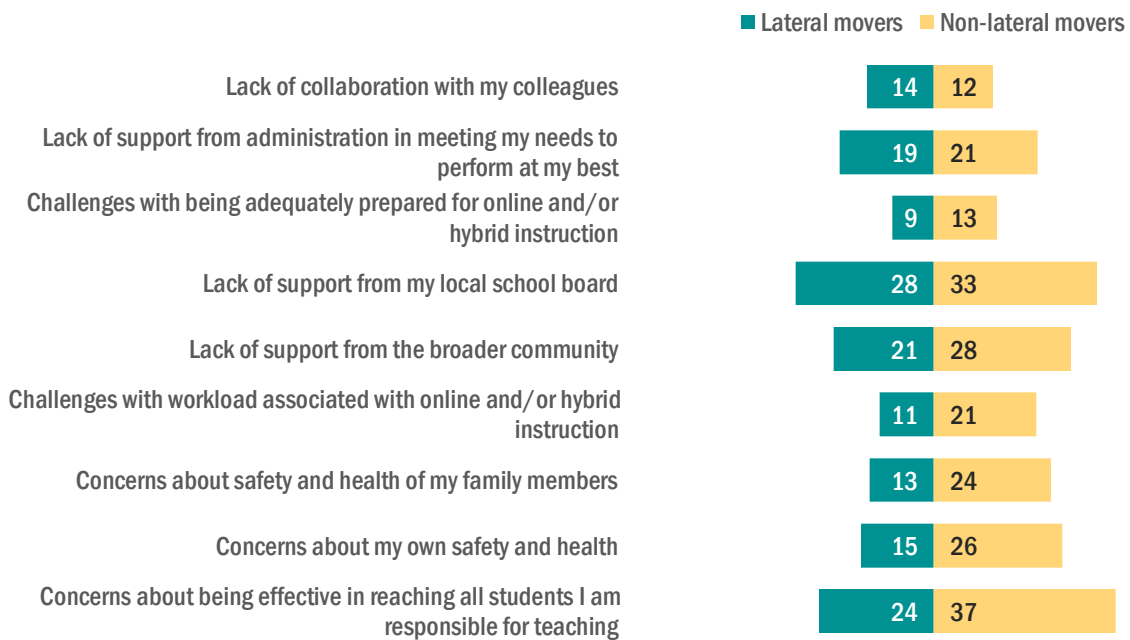 Lateral movers Non-lateral movers
Lack of collaboration with my colleagues 14 12
Lack of support from administration in meeting my needs to
perform at my best 19 21
Challenges with being adequately prepared for online and/or
hybrid instruction 9 13
Lack of support from my local school board 28 33
Lack of support from the broader community 21 28
Challenges with workload associated with online and/or hybrid
instruction 11 21
Concerns about safety and health of my family members 13 24
Concerns about my own safety and health 15 26
Concerns about being effective in reaching all students I am
responsible for teaching 24 37